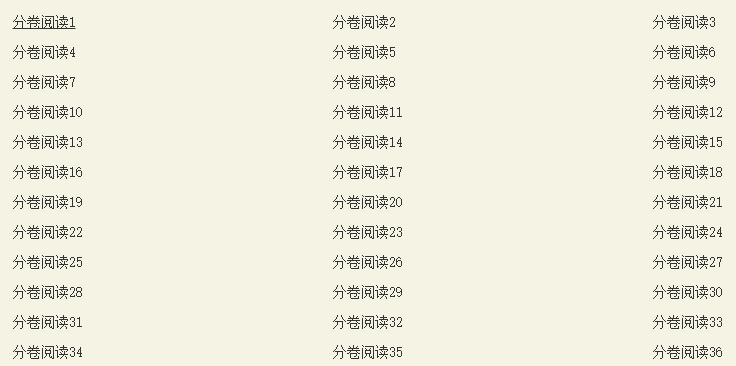 分卷阅读1 分卷阅读2 分卷阅读3
分卷阅读4 分卷阅读5 分卷阅读6
分卷阅读7 分卷阅读8 分卷阅读9
分卷阅读10 分卷阅读11 分卷阅读12
分卷阅读13 分卷阅读14 分卷阅读15
分卷阅读16 分卷阅读17 分卷阅读18
分卷阅读19 分卷阅读20 分卷阅读21
分卷阅读22 分卷阅读23 分卷阅读24
分卷阅读25 分卷阅读26 分卷阅读27
分卷阅读28 分卷阅读29 分卷阅读30
分卷阅读31 分卷阅读32 分卷阅读33
分卷阅读34 分卷阅读35 分卷阅读36